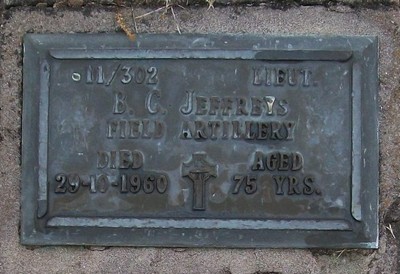 11/302 LIEUT.
B. C. JEFFREYS
FIELD ARTILLERY
DIED AGED
29-10-1960 75 YRS.